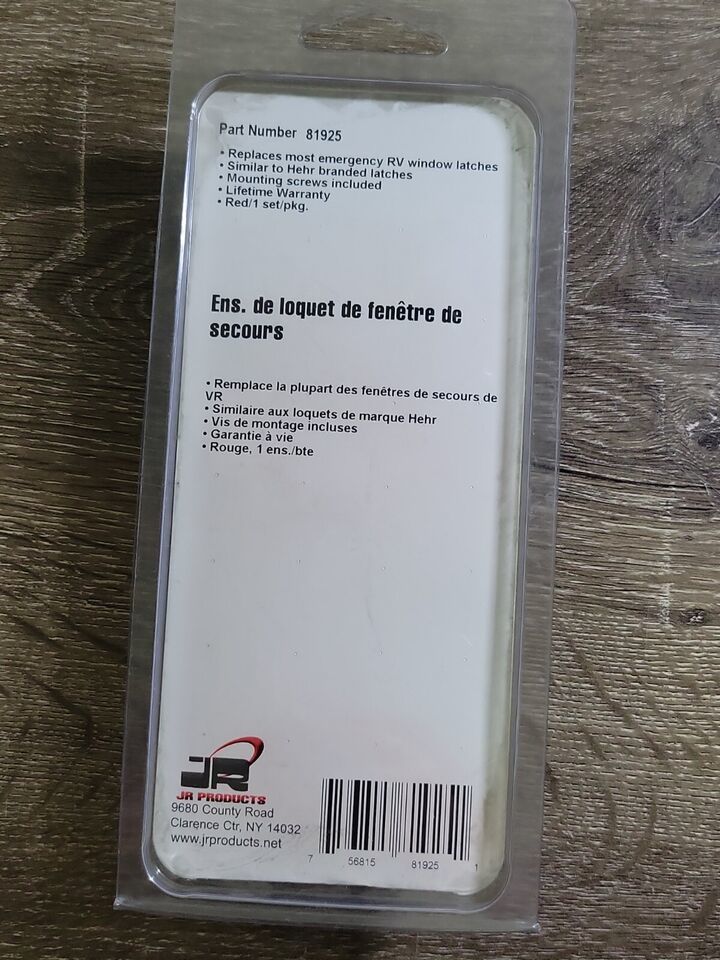 Part Number 81925
• Replaces most emergency RV window latches
• Similar to Hehr branded latches
• Mounting screws included
• Lifetime Warranty
• Red/1 set/pkg.
Ens. de loquet de fenêtre de
secours
• Remplace la plupart des fenêtres de secours de
VR
• Similaire aux loquets de marque Hehr
• Vis de montage incluses
• Garantie à vie
• Rouge, 1 ens./bte
JR
JR PRODUCTS
9680 County Road
Clarence Ctr, NY 14032
www.jrproducts.net
7 56815 81925 1